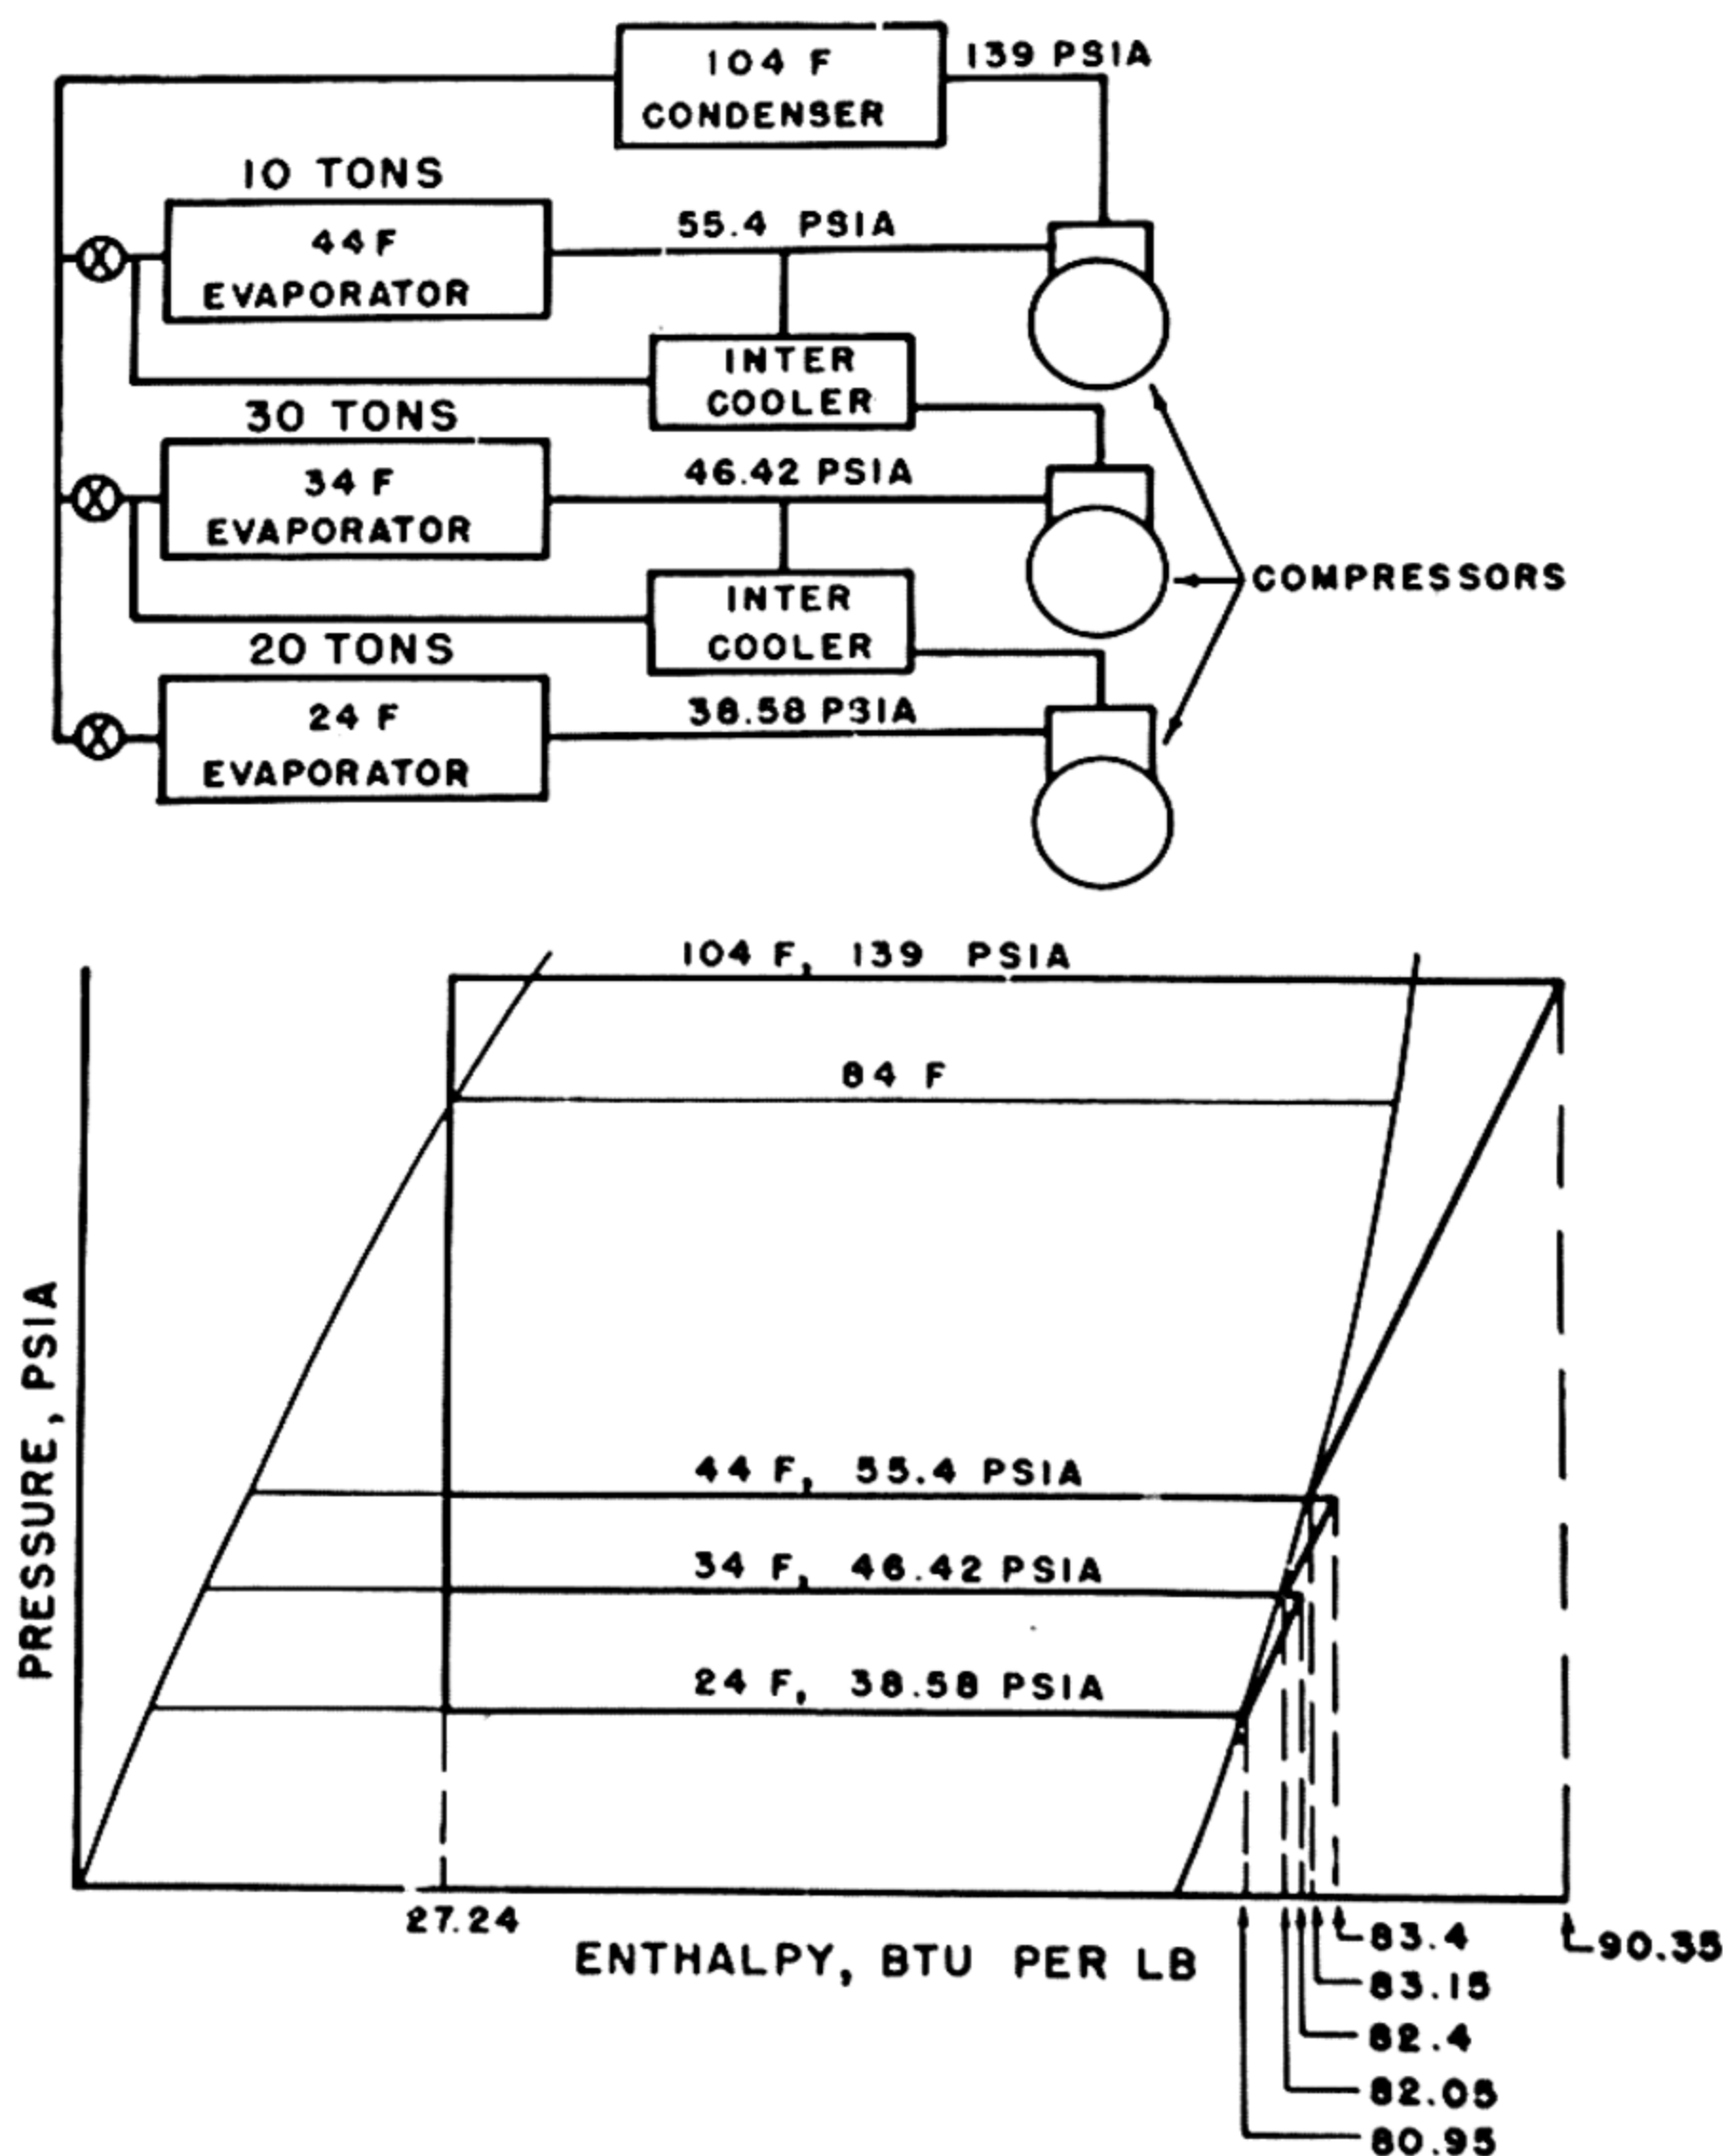 104 F
CONDENSER
139 PSIA
10 TONS
44F
EVAPORATOR
55.4 PSIA
INTER
COOLER
30 TONS
34 F
EVAPORATOR
46.42 PSIA
COMPRESSORS
INTER
COOLER
20 TONS
24 F
EVAPORATOR
38.58 PSIA
104 F, 139 PSIA
84 F
PRESSURE, PSIA
44 F, 55.4 PSIA
34 F, 46.42 PSIA
24 F, 38.58 PSIA
27.24
ENTHALPY, BTU PER LB
83.4
90.35
83.15
82.4
82.05
80.95